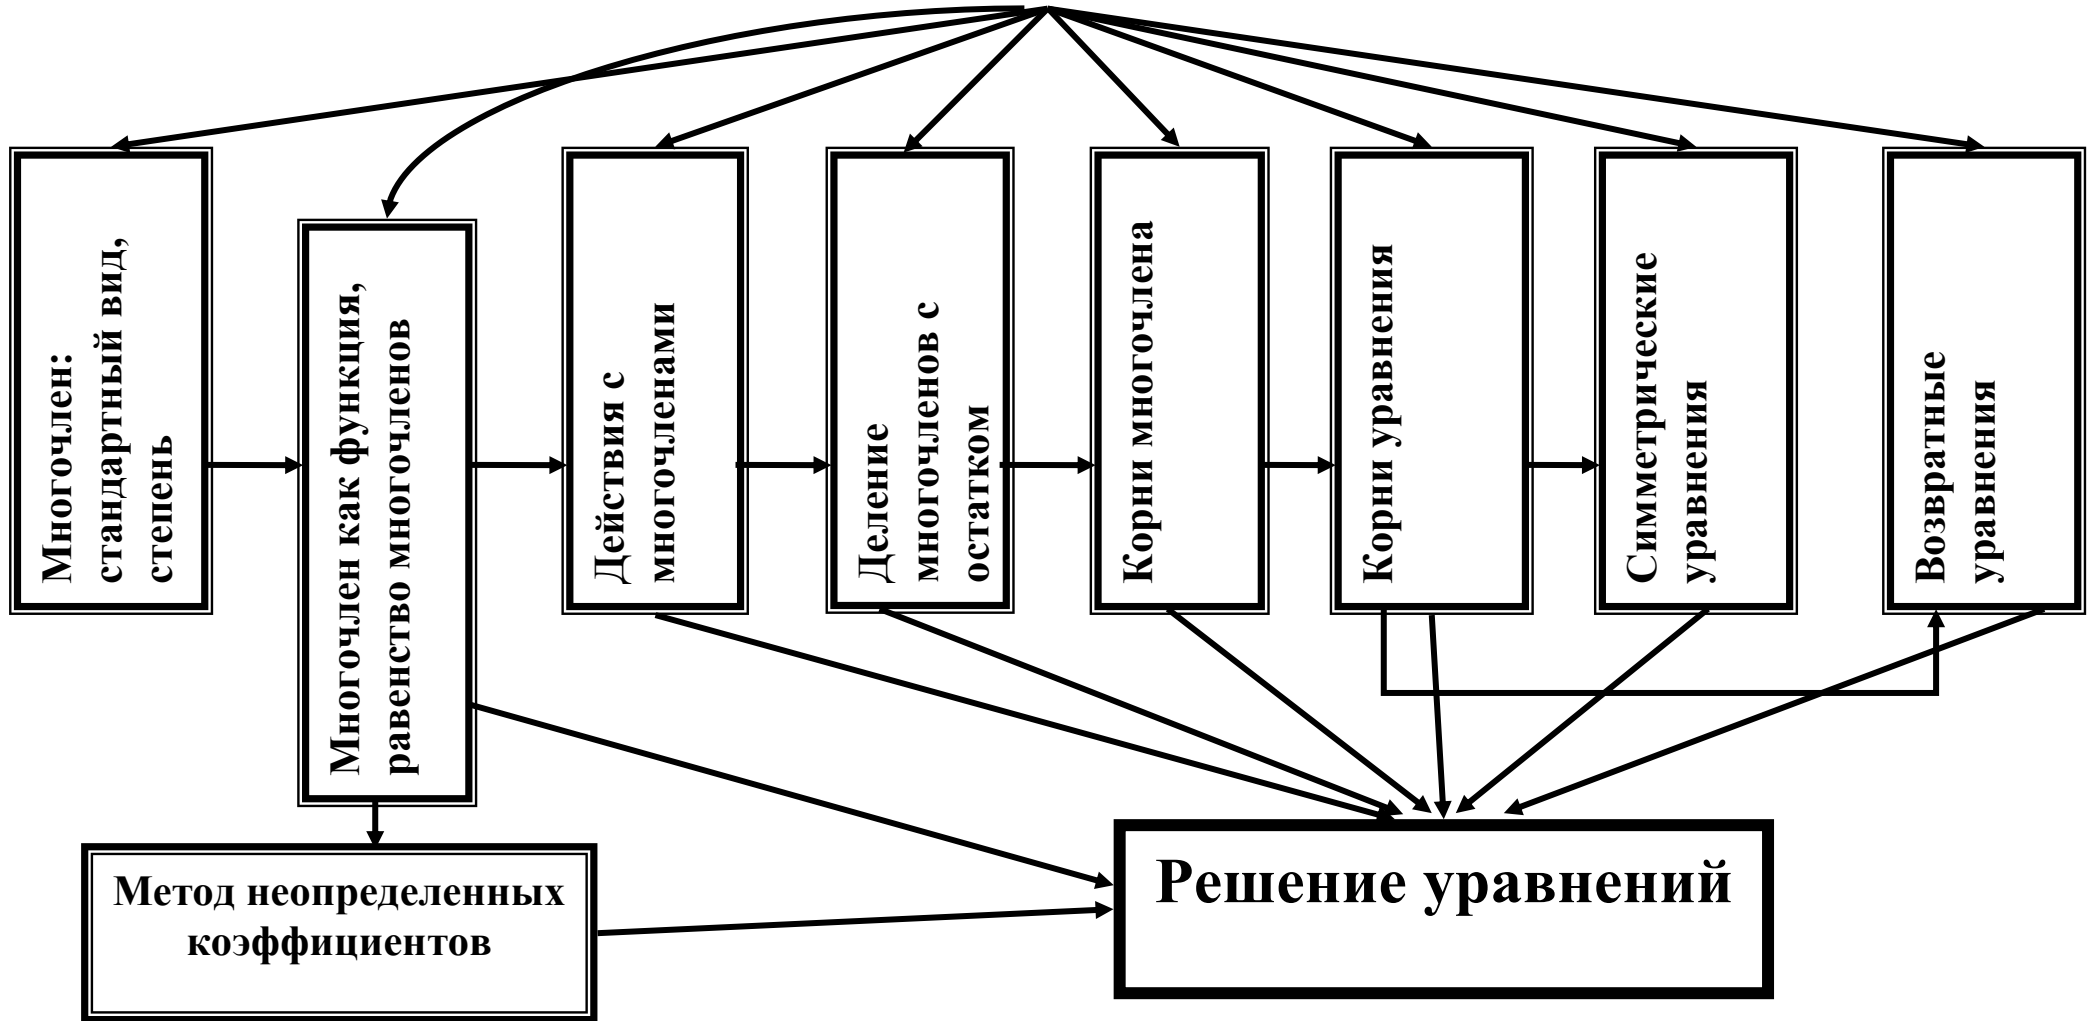 Многочлен:
стандартный вид,
степень
Многочлен как функция,
равенство многочленов
Действия с
многочленами
Деление
многочленов с
остатком
Корни многочлена
Корни уравнения
Симметрические
уравнения
Возвратные
уравнения
Метод неопределенных
коэффициентов
Решение уравнений